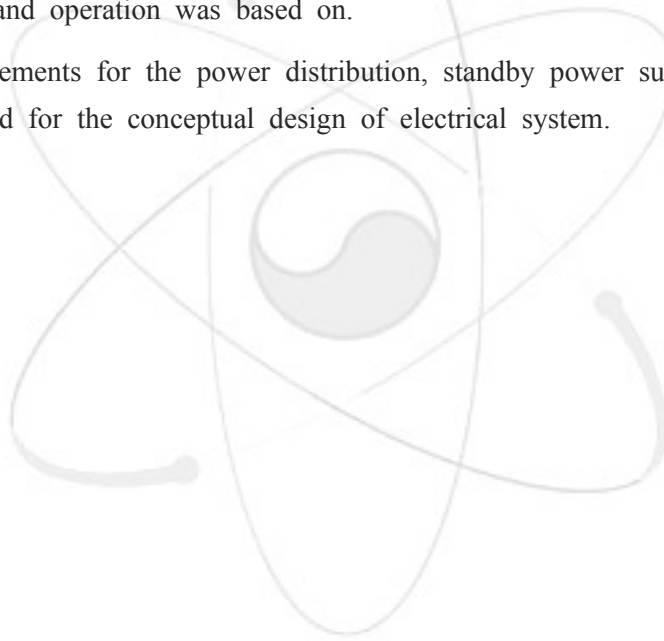 and operation was based on.
ements for the power distribution, standby power su
d for the conceptual design of electrical system.